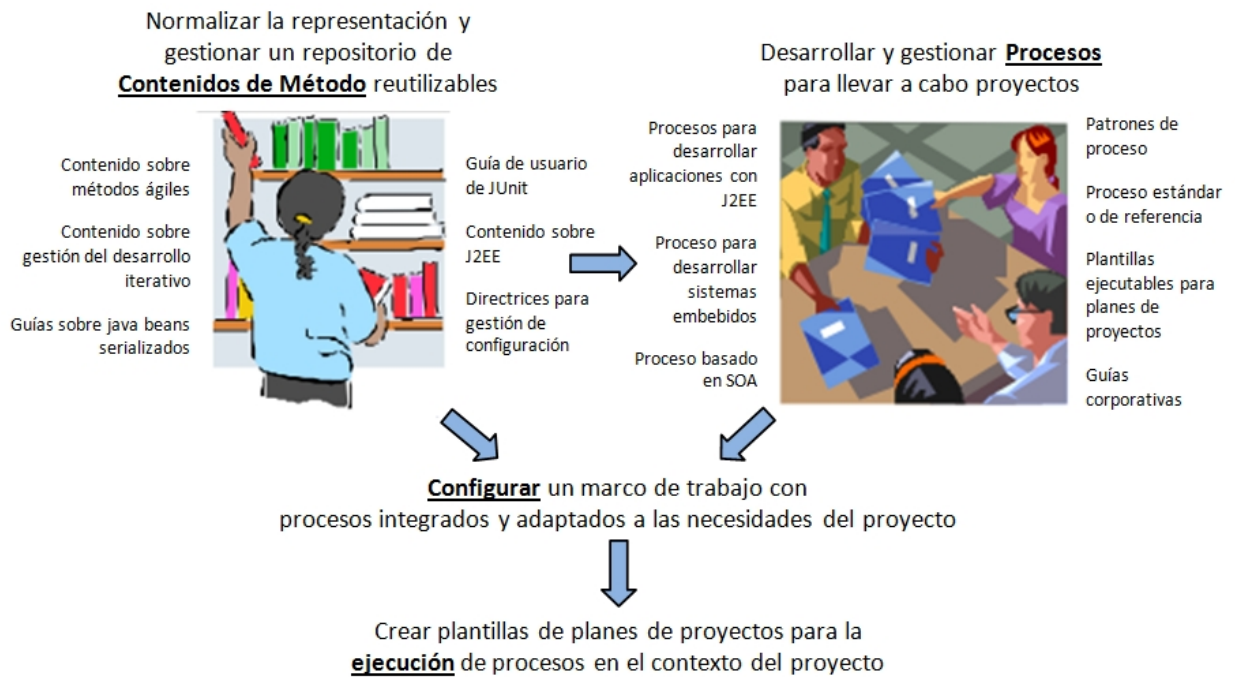 Normalizar la representación y
gestionar un repositorio de
Contenidos de Método reutilizables
Contenido sobre
métodos ágiles
Contenido sobre
gestión del desarrollo
iterativo
Guías sobre java beans
serializados
Guía de usuario
de JUnit
Contenido sobre
J2EE
Directrices para
gestión de
configuración
Desarrollar y gestionar Procesos
para llevar a cabo proyectos
Procesos para
desarrollar
aplicaciones con
J2EE
Proceso para
desarrollar
sistemas
embebidos
Proceso basado
en SOA
Patrones de
proceso
Proceso estándar
o de referencia
Plantillas
ejecutables para
planes de
proyectos
Guías
corporativas
Configurar un marco de trabajo con
procesos integrados y adaptados a las necesidades del proyecto
Crear plantillas de planes de proyectos para la
ejecución de procesos en el contexto del proyecto